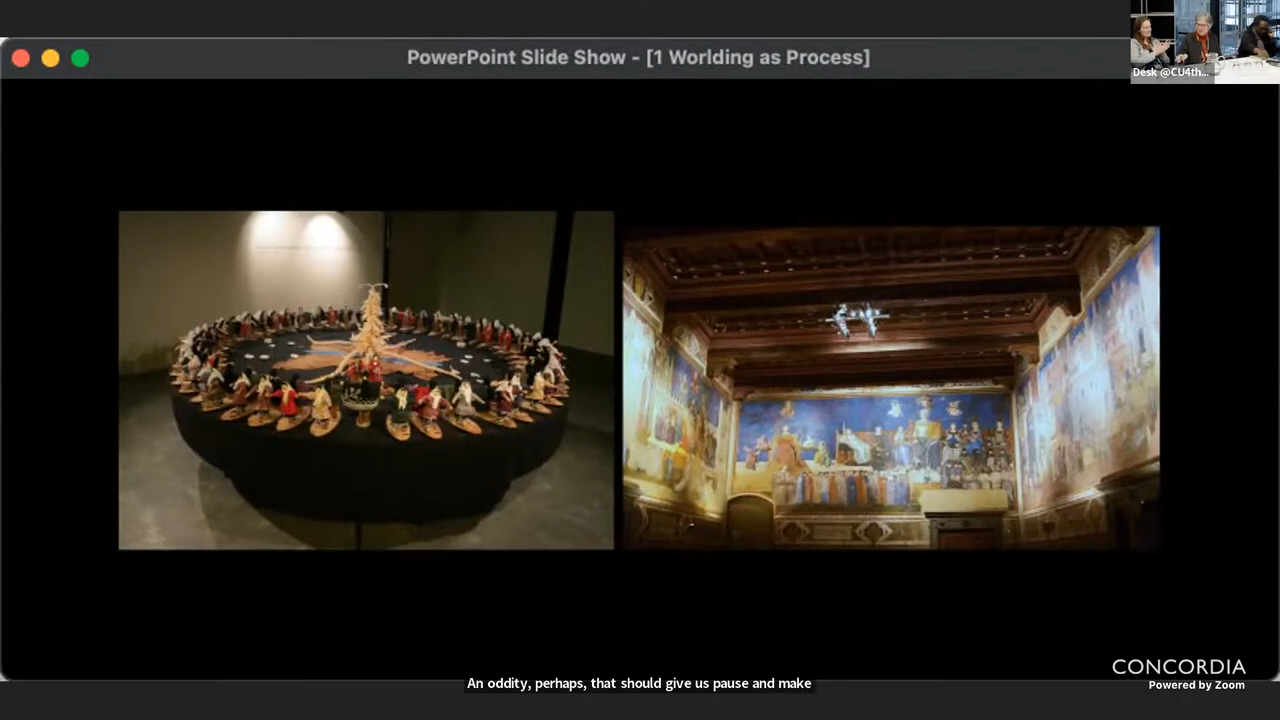 PowerPoint Slide Show - [1 Worlding as Process]
Desk @CU4th...
CONCORDIA
An oddity, perhaps, that should give us pause and make
Powered by Zoom